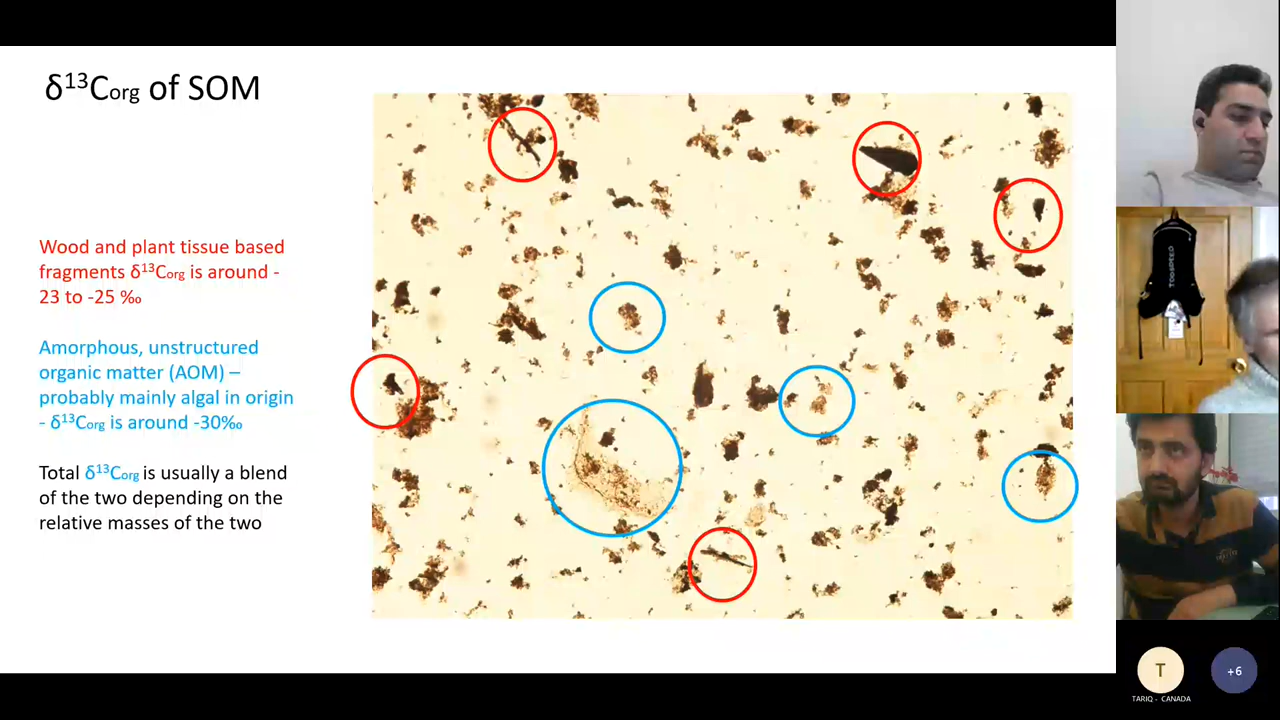 δ¹³Corg of SOM
Wood and plant tissue based
fragments δ¹³Corg is around -
23 to -25 ‰
Amorphous, unstructured
organic matter (AOM) –
probably mainly algal in origin
- δ¹³Corg is around -30‰
Total δ¹³Corg is usually a blend
of the two depending on the
relative masses of the two
T
TARIQ - CANADA
+6